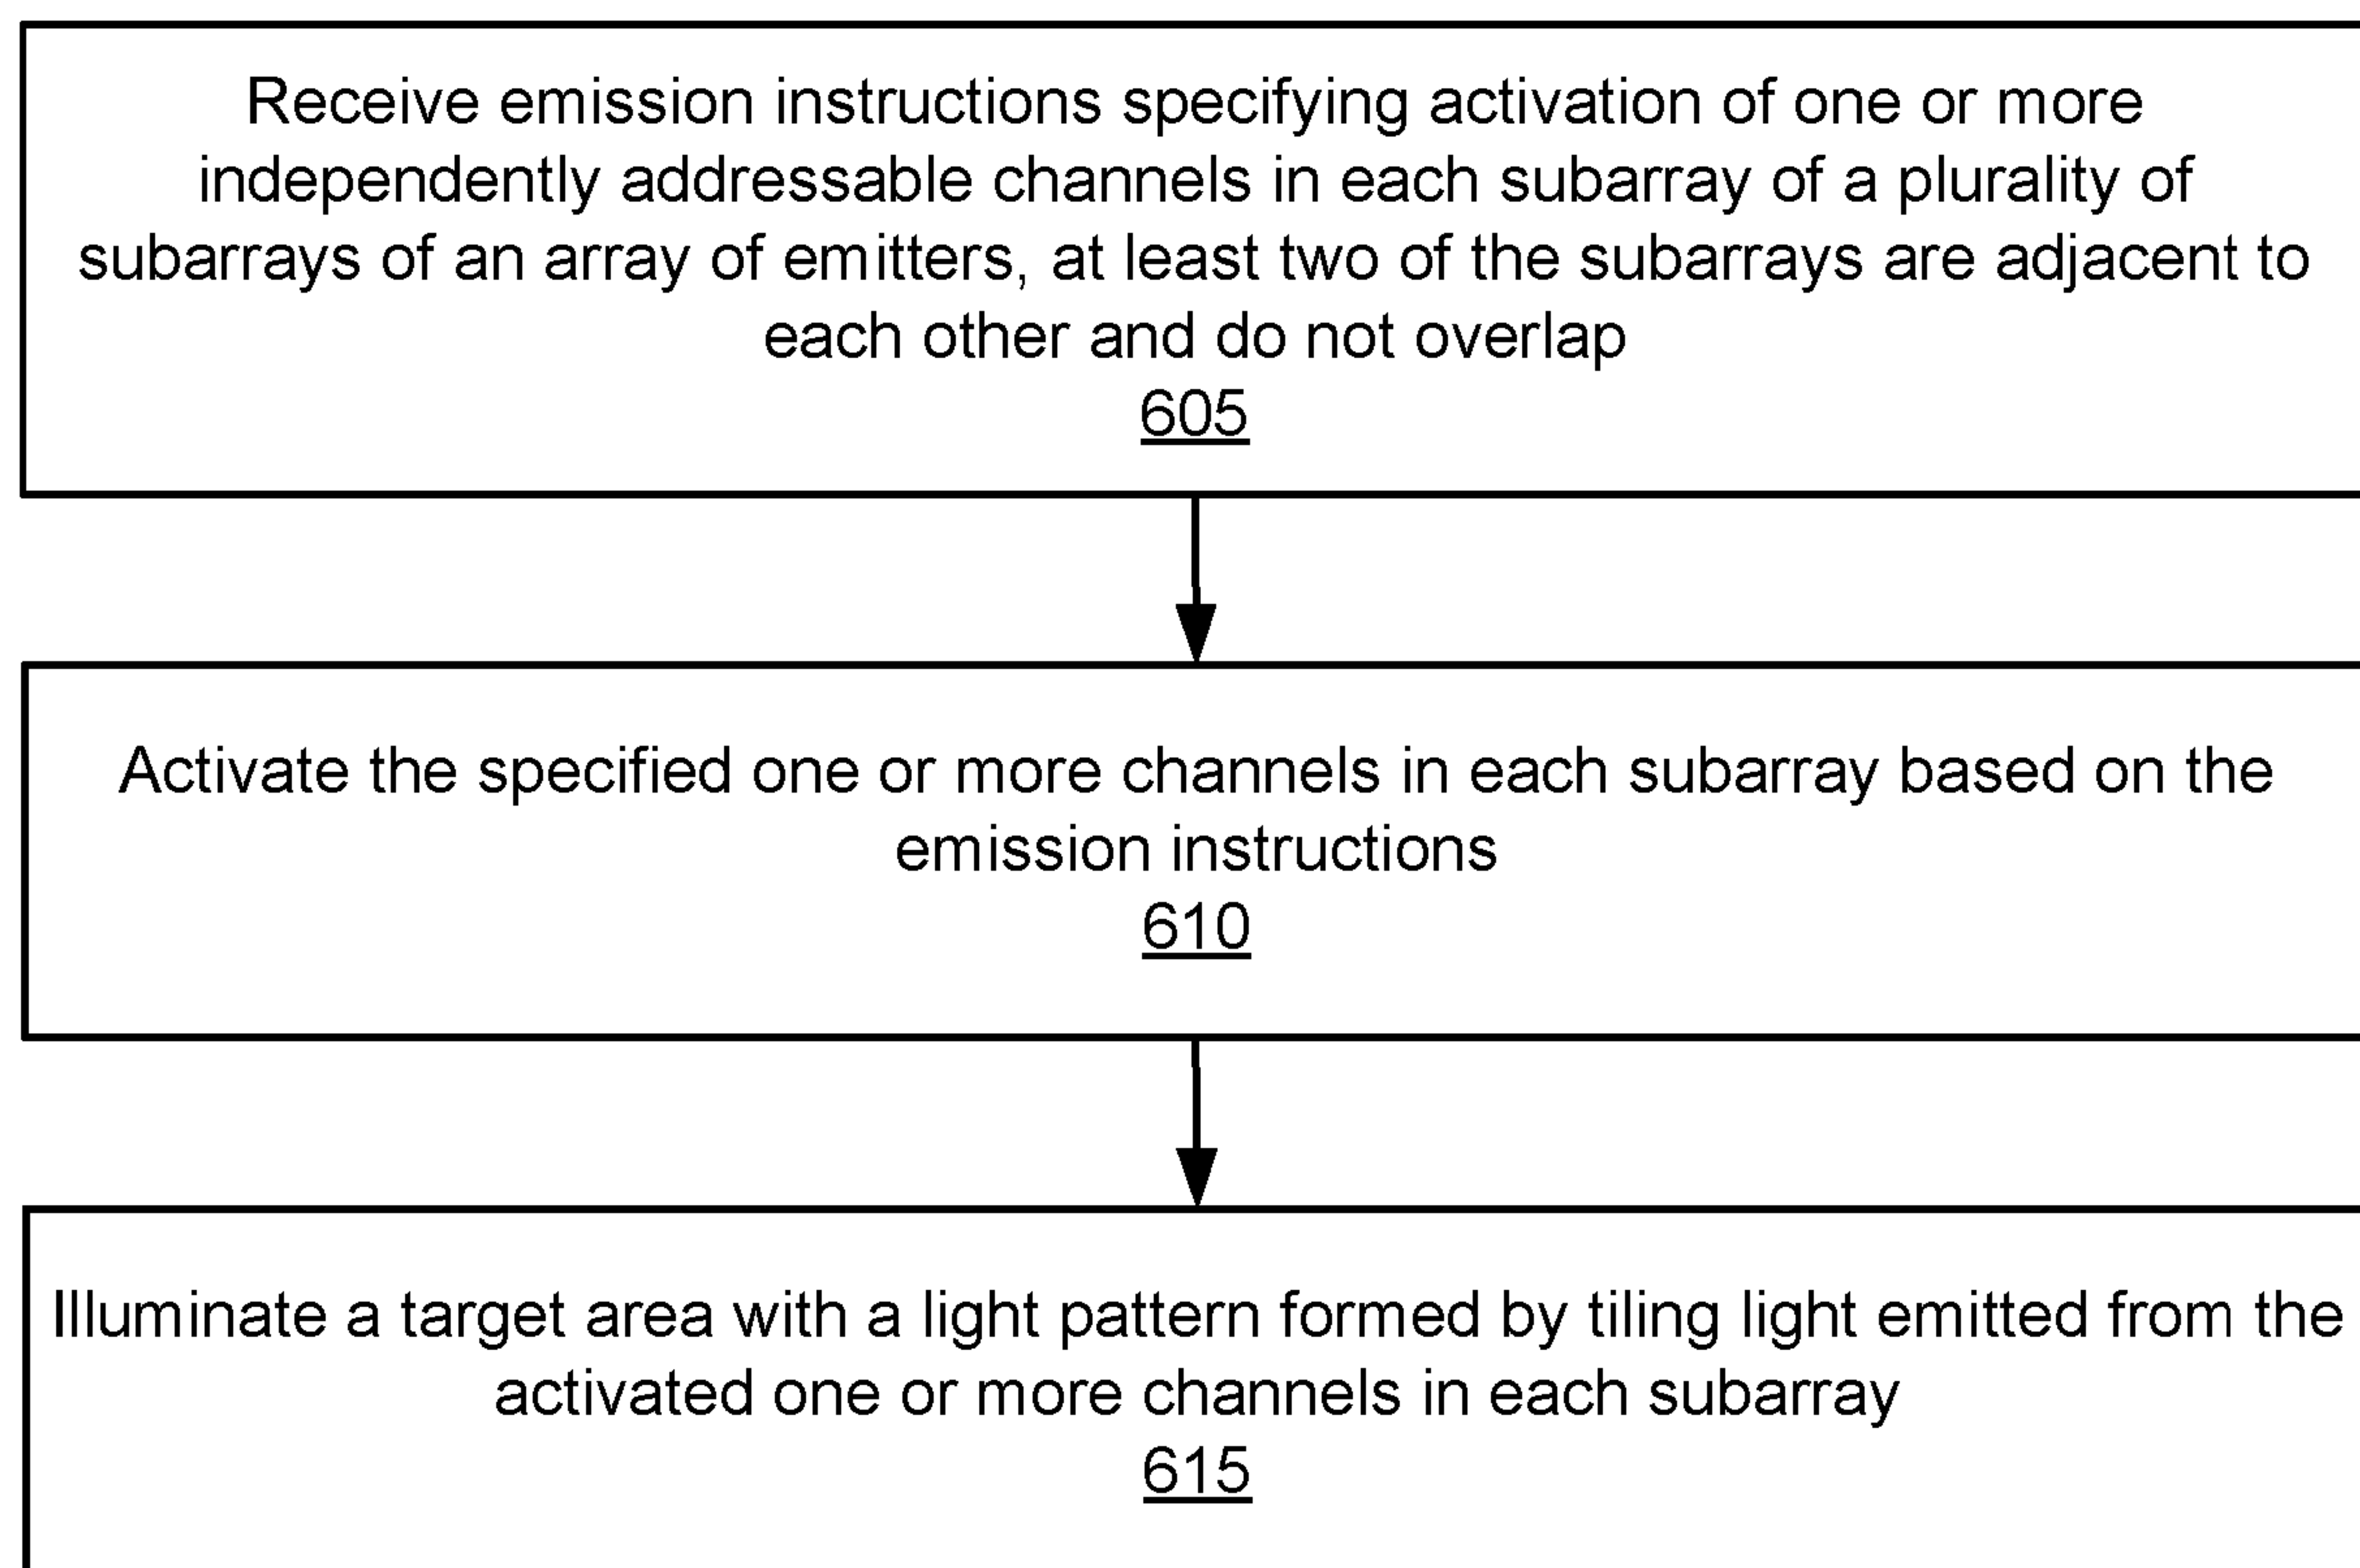 Receive emission instructions specifying activation of one or more
independently addressable channels in each subarray of a plurality of
subarrays of an array of emitters, at least two of the subarrays are adjacent to
each other and do not overlap
605
Activate the specified one or more channels in each subarray based on the
emission instructions
610
Illuminate a target area with a light pattern formed by tiling light emitted from the
activated one or more channels in each subarray
615